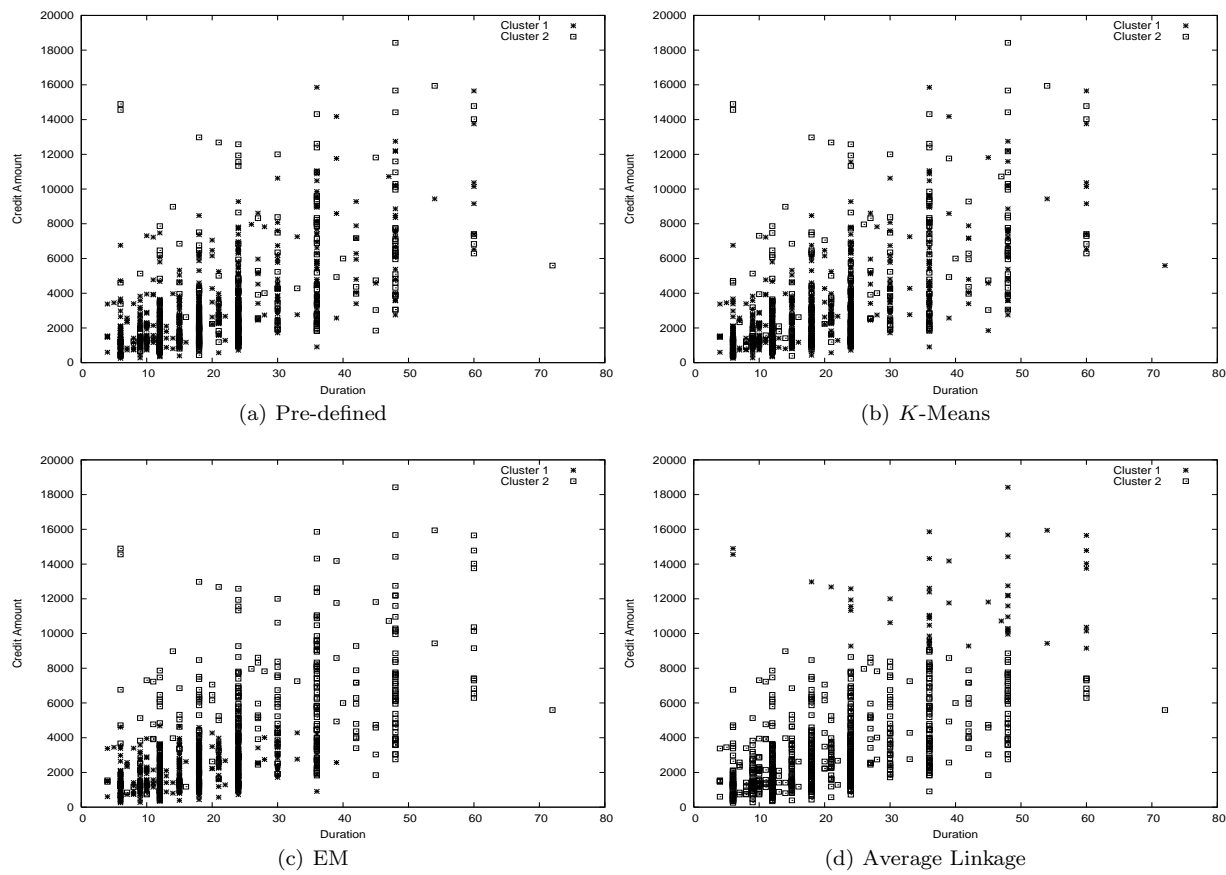 20000
18000
16000
14000
12000
10000
8000
6000
4000
2000
0
Credit Amount
0 10 20 30 40 50 60 70 80
Duration
Cluster 1
Cluster 2
(a) Pre-defined
20000
18000
16000
14000
12000
10000
8000
6000
4000
2000
0
Credit Amount
0 10 20 30 40 50 60 70 80
Duration
Cluster 1
Cluster 2
(b) K-Means
20000
18000
16000
14000
12000
10000
8000
6000
4000
2000
0
Credit Amount
0 10 20 30 40 50 60 70 80
Duration
Cluster 1
Cluster 2
(c) EM
20000
18000
16000
14000
12000
10000
8000
6000
4000
2000
0
Credit Amount
0 10 20 30 40 50 60 70 80
Duration
Cluster 1
Cluster 2
(d) Average Linkage